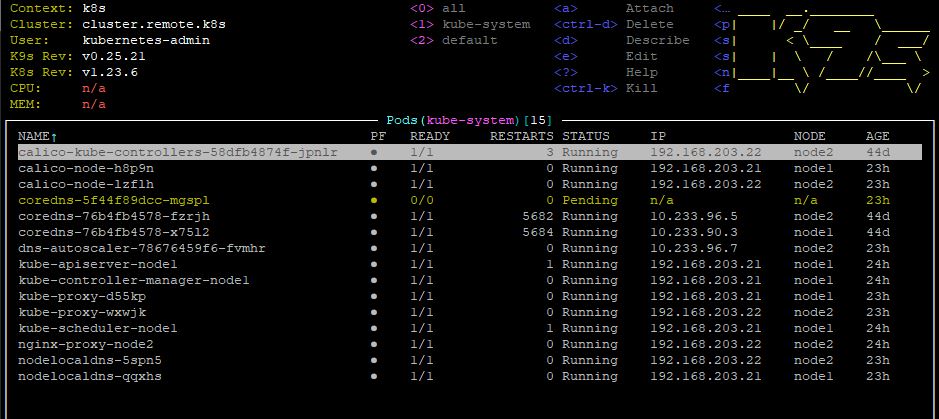 Context: k8s <0> all <a> Attach <…
Cluster: cluster.remote.k8s <1> kube-system <ctrl-d> Delete <p
User: kubernetes-admin <2> default <d> Describe <s
K9s Rev: v0.25.21 <e> Edit <s
K8s Rev: v1.23.6 <?> Help <n
CPU: n/a <ctrl-k> Kill <f
MEM: n/a
Pods(kube-system)[15]
NAME↑ PF READY RESTARTS STATUS IP NODE AGE
calico-kube-controllers-58dfb4874f-jpnlr ● 1/1 3 Running 192.168.203.22 node2 44d
calico-node-h8p9n ● 1/1 0 Running 192.168.203.21 node1 23h
calico-node-lzflh ● 1/1 0 Running 192.168.203.22 node2 23h
coredns-5f44f89dcc-mgspl ● 0/0 0 Pending n/a n/a 23h
coredns-76b4fb4578-fzrjh ● 1/1 5682 Running 10.233.96.5 node2 44d
coredns-76b4fb4578-x75l2 ● 1/1 5684 Running 10.233.90.3 node1 44d
dns-autoscaler-78676459f6-fvmhr ● 1/1 0 Running 10.233.96.7 node2 23h
kube-apiserver-node1 ● 1/1 1 Running 192.168.203.21 node1 24h
kube-controller-manager-node1 ● 1/1 0 Running 192.168.203.21 node1 24h
kube-proxy-d55kp ● 1/1 0 Running 192.168.203.21 node1 23h
kube-proxy-wxwjk ● 1/1 0 Running 192.168.203.22 node2 23h
kube-scheduler-node1 ● 1/1 1 Running 192.168.203.21 node1 24h
nginx-proxy-node2 ● 1/1 0 Running 192.168.203.22 node2 24h
nodelocaldns-5spn5 ● 1/1 0 Running 192.168.203.22 node2 23h
nodelocaldns-qqxhs ● 1/1 0 Running 192.168.203.21 node1 23h